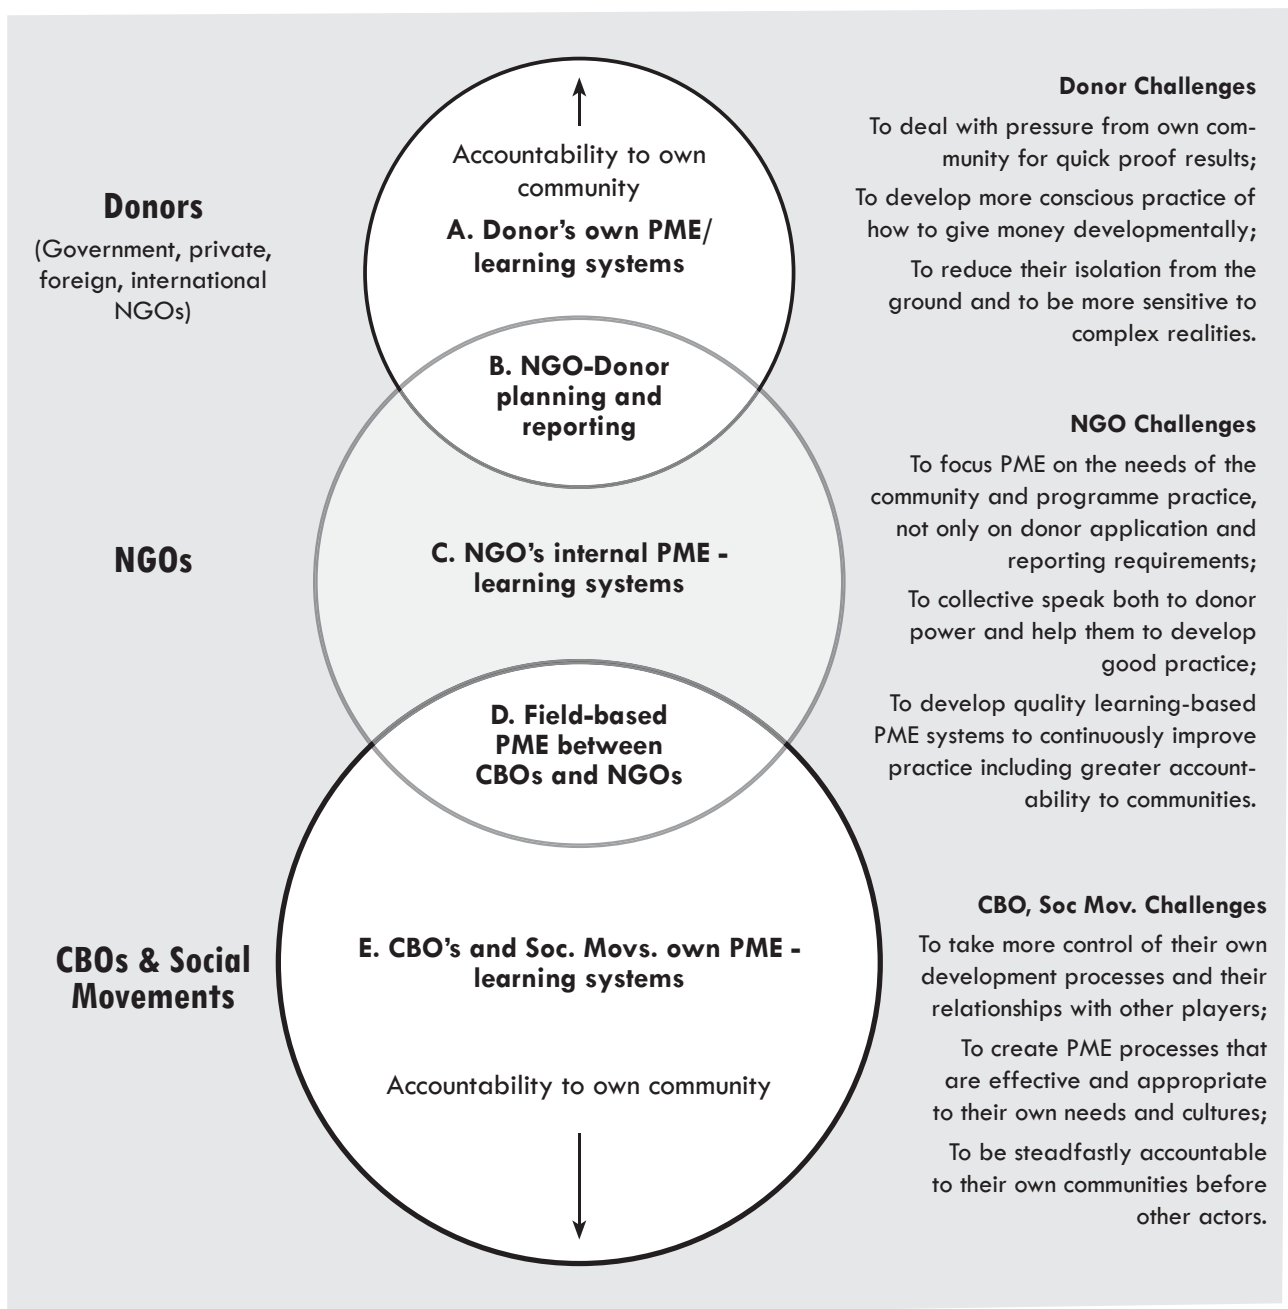 Donors
(Government, private,
foreign, international
NGOs)
NGOs
CBOs & Social
Movements
Accountability to own
community
A. Donor’s own PME/
learning systems
B. NGO-Donor
planning and
reporting
C. NGO’s internal PME -
learning systems
D. Field-based
PME between
CBOs and NGOs
E. CBO’s and Soc. Movs. own PME -
learning systems
Accountability to own community
Donor Challenges
To deal with pressure from own com-
munity for quick proof results;
To develop more conscious practice of
how to give money developmentally;
To reduce their isolation from the
ground and to be more sensitive to
complex realities.
NGO Challenges
To focus PME on the needs of the
community and programme practice,
not only on donor application and
reporting requirements;
To collective speak both to donor
power and help them to develop
good practice;
To develop quality learning-based
PME systems to continuously improve
practice including greater account-
ability to communities.
CBO, Soc Mov. Challenges
To take more control of their own
development processes and their
relationships with other players;
To create PME processes that
are effective and appropriate
to their own needs and cultures;
To be steadfastly accountable
to their own communities before
other actors.